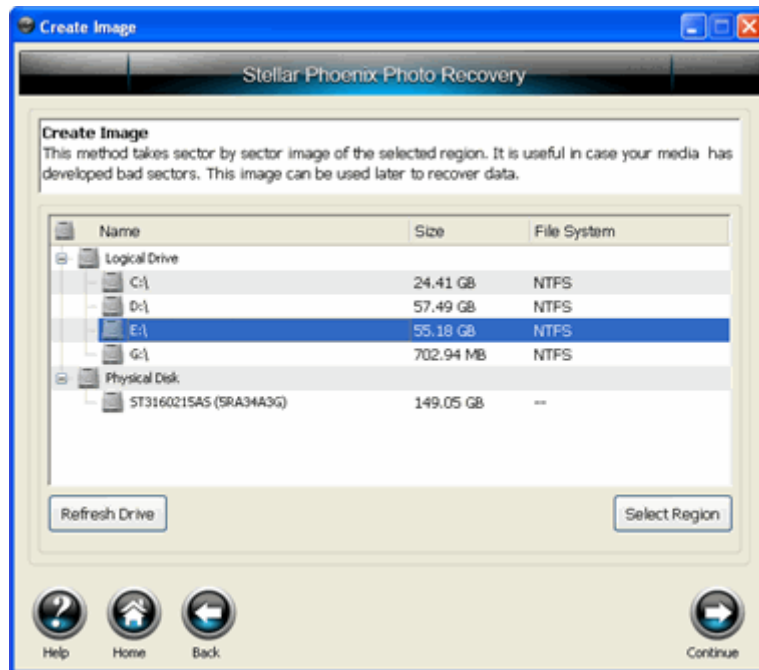 Create Image
Stellar Phoenix Photo Recovery
Create Image
This method takes sector by sector image of the selected region. It is useful in case your media has
developed bad sectors. This image can be used later to recover data.
Name Size File System
Logical Drive
C:\ 24.41 GB NTFS
D:\ 57.49 GB NTFS
E:\ 55.18 GB NTFS
G:\ 702.94 MB NTFS
Physical Disk
ST3160215AS (5RA34A3G) 149.05 GB --
Refresh Drive Select Region
Help Home Back Continue